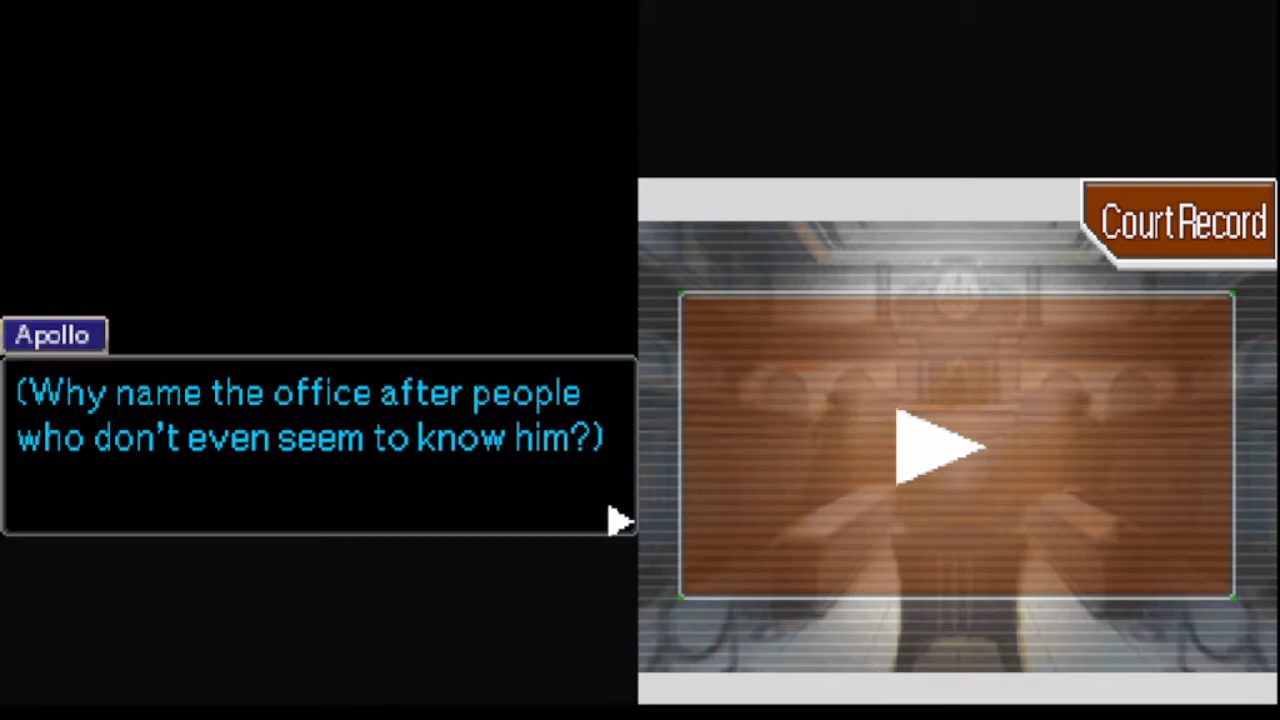 Apollo
(Why name the office after people
who don't even seem to know him?)
Court Record